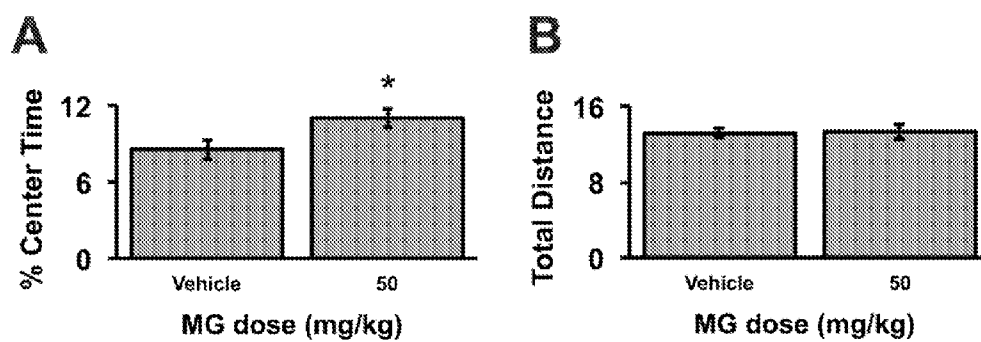 A
% Center Time
12
6
0
*
Vehicle
50
MG dose (mg/kg)
B
Total Distance
16
8
0
Vehicle
50
MG dose (mg/kg)